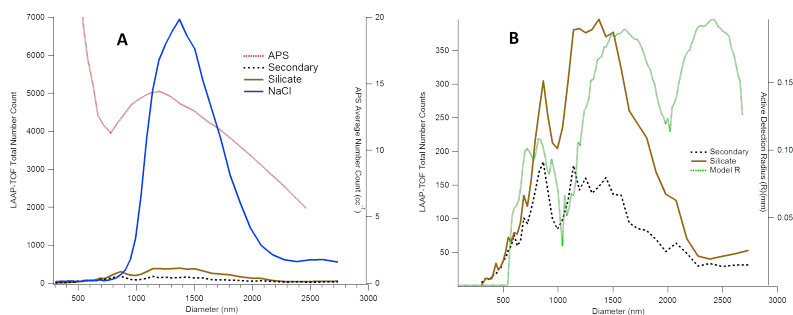 7000
6000
5000
4000
3000
2000
1000
0
LAAP-TOF Total Number Count
A
APS
Secondary
Silicate
NaCl
20
15
10
5
0
APS Average Number Count (cc⁻¹)
500
1000
1500
2000
2500
3000
Diameter (nm)
350
300
250
200
150
100
50
LAAP-TOF Total Number Counts
B
Secondary
Silicate
Model R
0.15
0.10
0.05
Active Detection Radius (R)(mm)
500
1000
1500
2000
2500
3000
Diameter (nm)